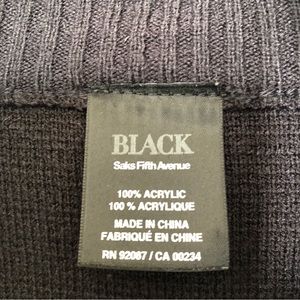 BLACK
Saks Fifth Avenue
100% ACRYLIC
100 % ACRYLIQUE
MADE IN CHINA
FABRIQUÉ EN CHINE
RN 92087 / CA 00234